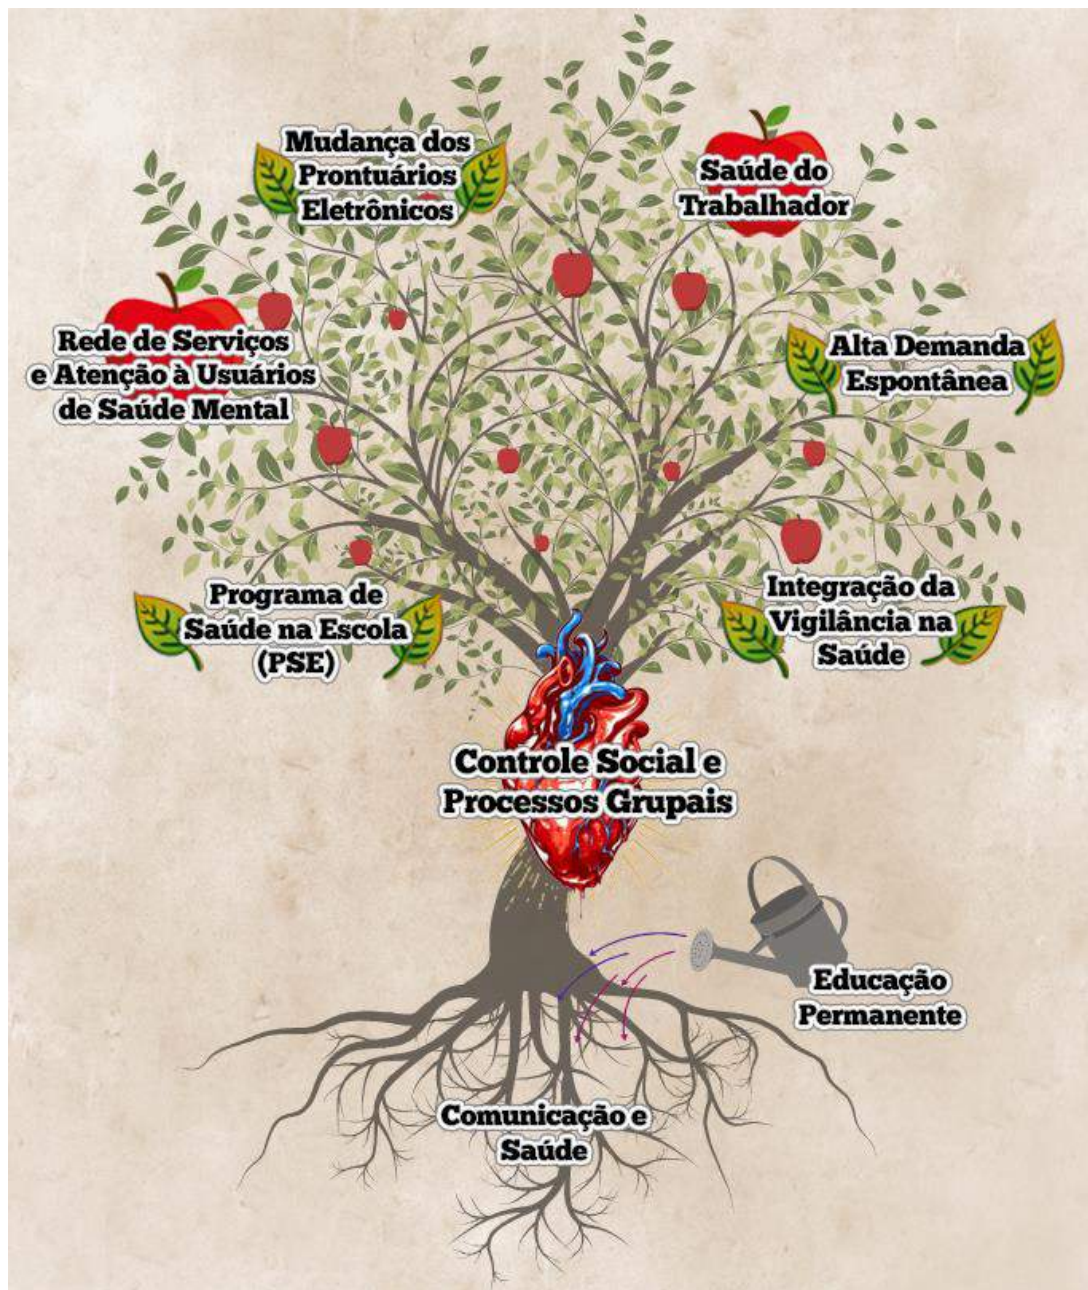 Mudança dos
Prontuários
Eletrônicos
Saúde do
Trabalhador
Rede de Serviços
e Atenção à Usuários
de Saúde Mental
Alta Demanda
Espontânea
Programa de
Saúde na Escola
(PSE)
Integração da
Vigilância na
Saúde
Controle Social e
Processos Grupais
Educação
Permanente
Comunicação e
Saúde